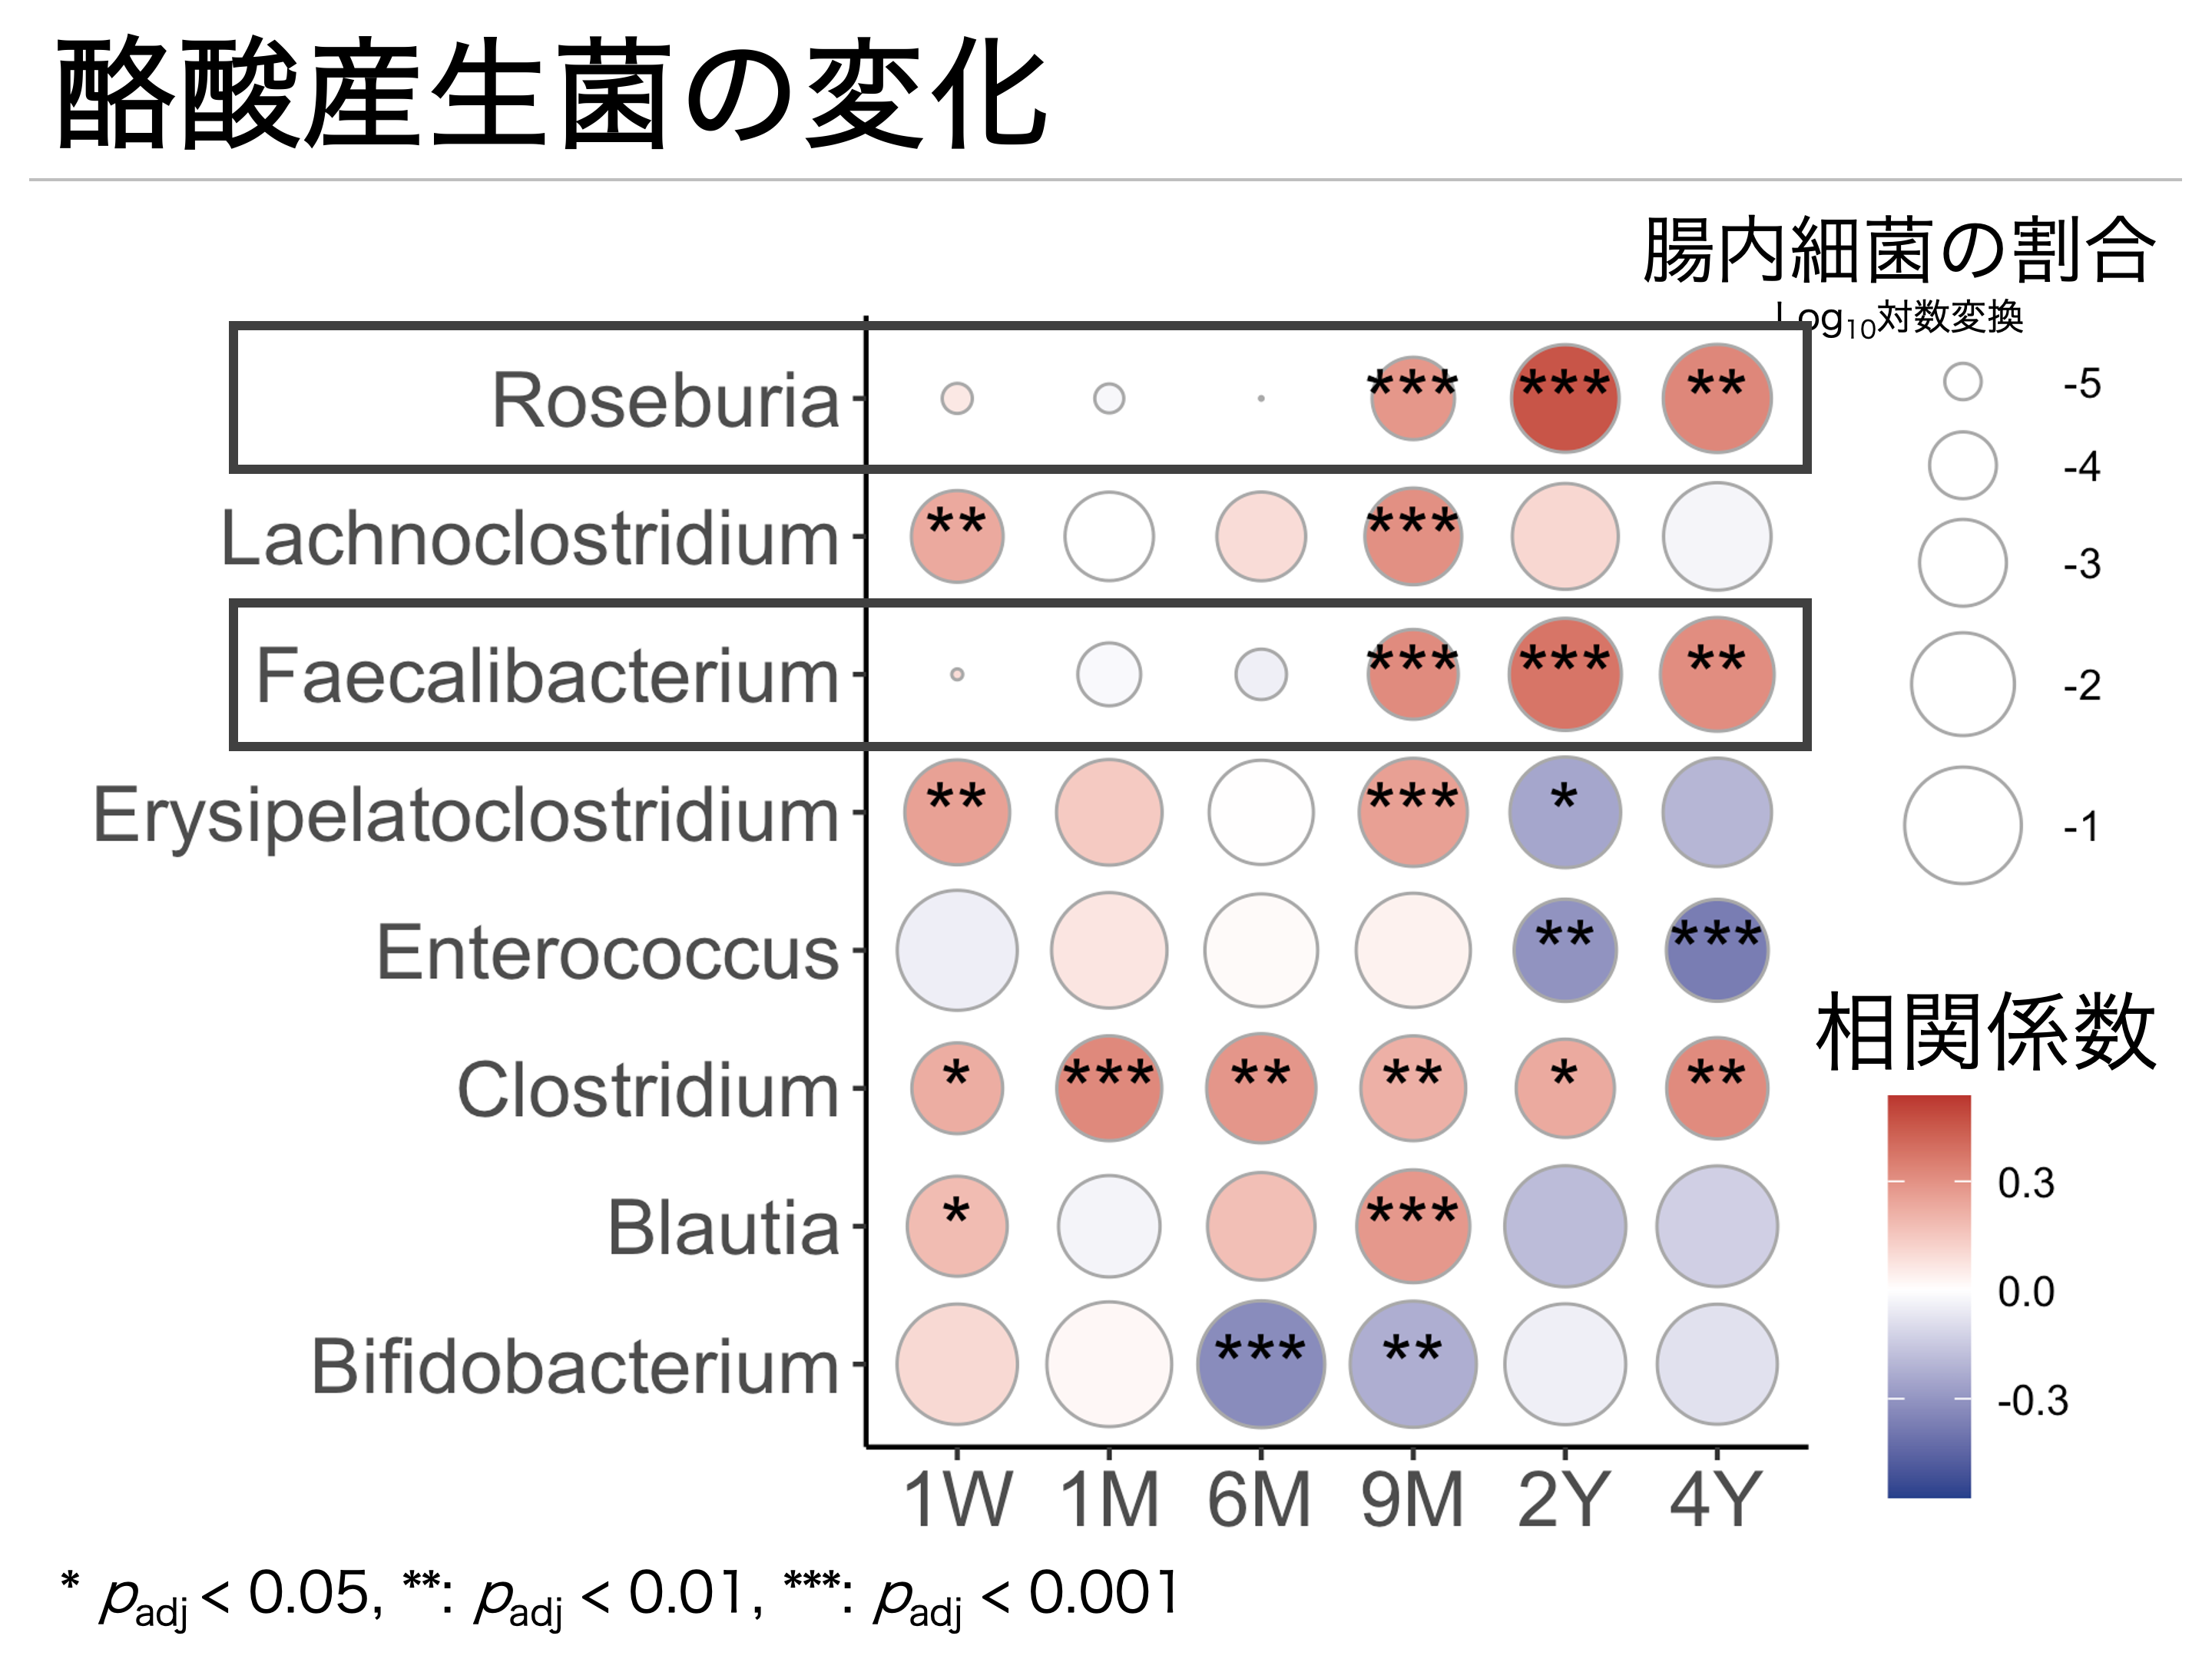 酪酸産生菌の変化
腸内細菌の割合
Log10対数変換
-5
-4
-3
-2
-1
Roseburia *** *** **
Lachnoclostridium ** ***
Faecalibacterium *** *** **
Erysipelatoclostridium ** *** *
Enterococcus ** ***
Clostridium * *** ** ** * **
Blautia * ***
Bifidobacterium *** **
1W 1M 6M 9M 2Y 4Y
相関係数
0.3
0.0
-0.3
* padj < 0.05, **: padj < 0.01, ***: padj < 0.001